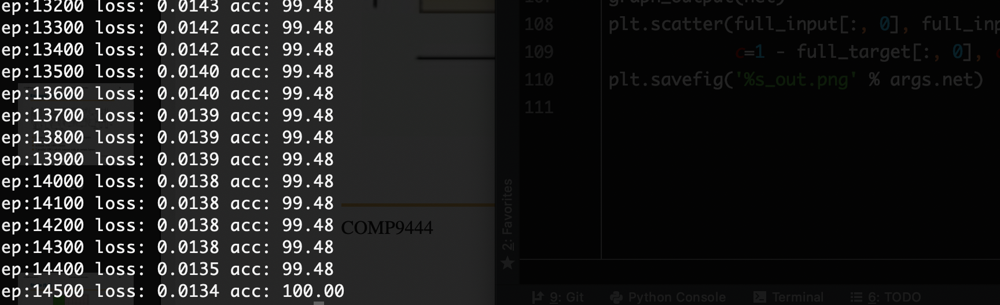 ep:13200 loss: 0.0143 acc: 99.48
ep:13300 loss: 0.0142 acc: 99.48
ep:13400 loss: 0.0142 acc: 99.48
ep:13500 loss: 0.0140 acc: 99.48
ep:13600 loss: 0.0140 acc: 99.48
ep:13700 loss: 0.0139 acc: 99.48
ep:13800 loss: 0.0139 acc: 99.48
ep:13900 loss: 0.0139 acc: 99.48
ep:14000 loss: 0.0138 acc: 99.48
ep:14100 loss: 0.0138 acc: 99.48
ep:14200 loss: 0.0138 acc: 99.48
ep:14300 loss: 0.0138 acc: 99.48
ep:14400 loss: 0.0135 acc: 99.48
ep:14500 loss: 0.0134 acc: 100.00
COMP9444
107 graph_output(net)
108 plt.scatter(full_input[:, 0], full_inp
109 c=1 - full_target[:, 0],
110 plt.savefig('%s_out.png' % args.net)
111
2: Favorites
9: Git Python Console Terminal 6: TODO